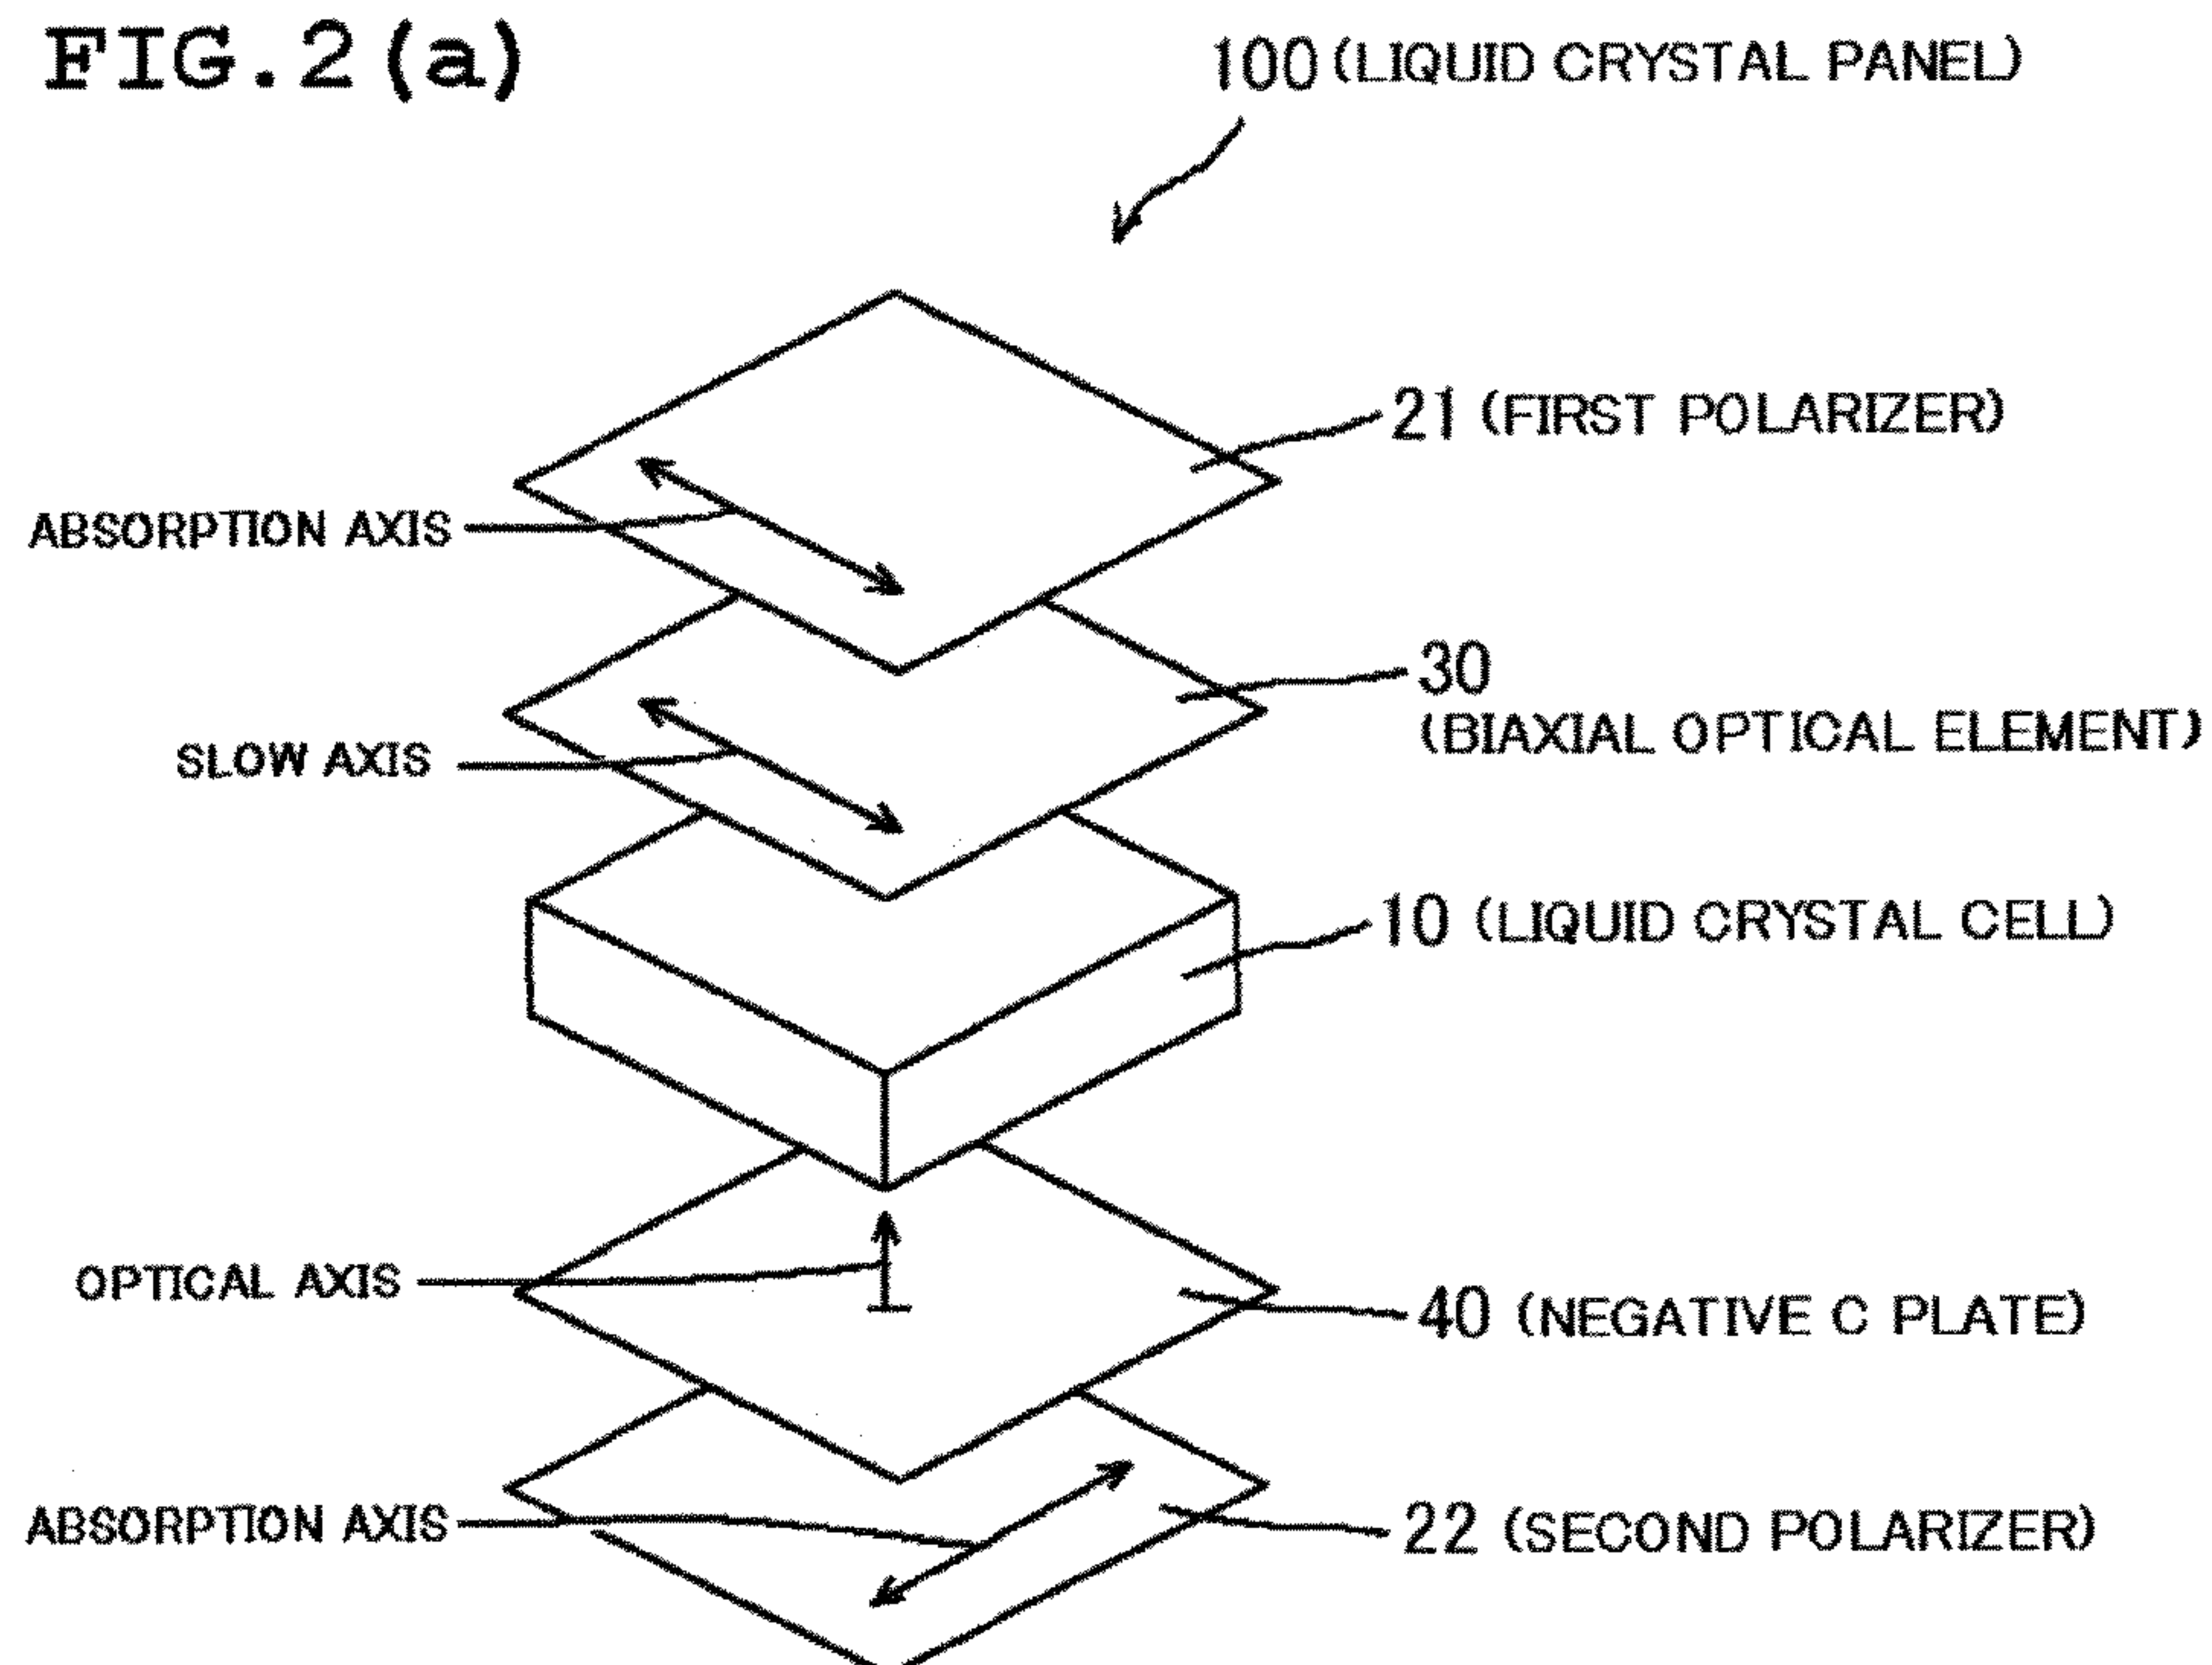 FIG.2(a)
100 (LIQUID CRYSTAL PANEL)
21 (FIRST POLARIZER)
ABSORPTION AXIS
30
(BIAXIAL OPTICAL ELEMENT)
SLOW AXIS
10 (LIQUID CRYSTAL CELL)
OPTICAL AXIS
40 (NEGATIVE C PLATE)
ABSORPTION AXIS
22 (SECOND POLARIZER)